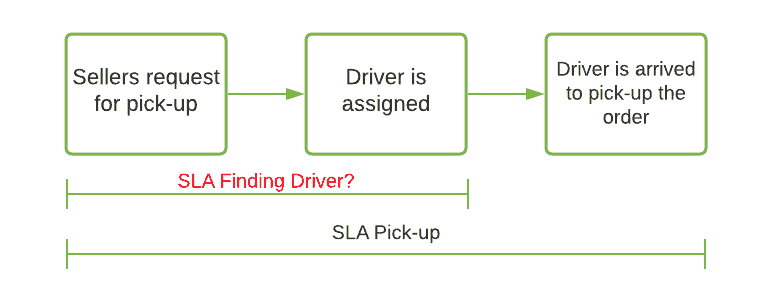 Sellers request
for pick-up
Driver is
assigned
Driver is arrived
to pick-up the
order
SLA Finding Driver?
SLA Pick-up